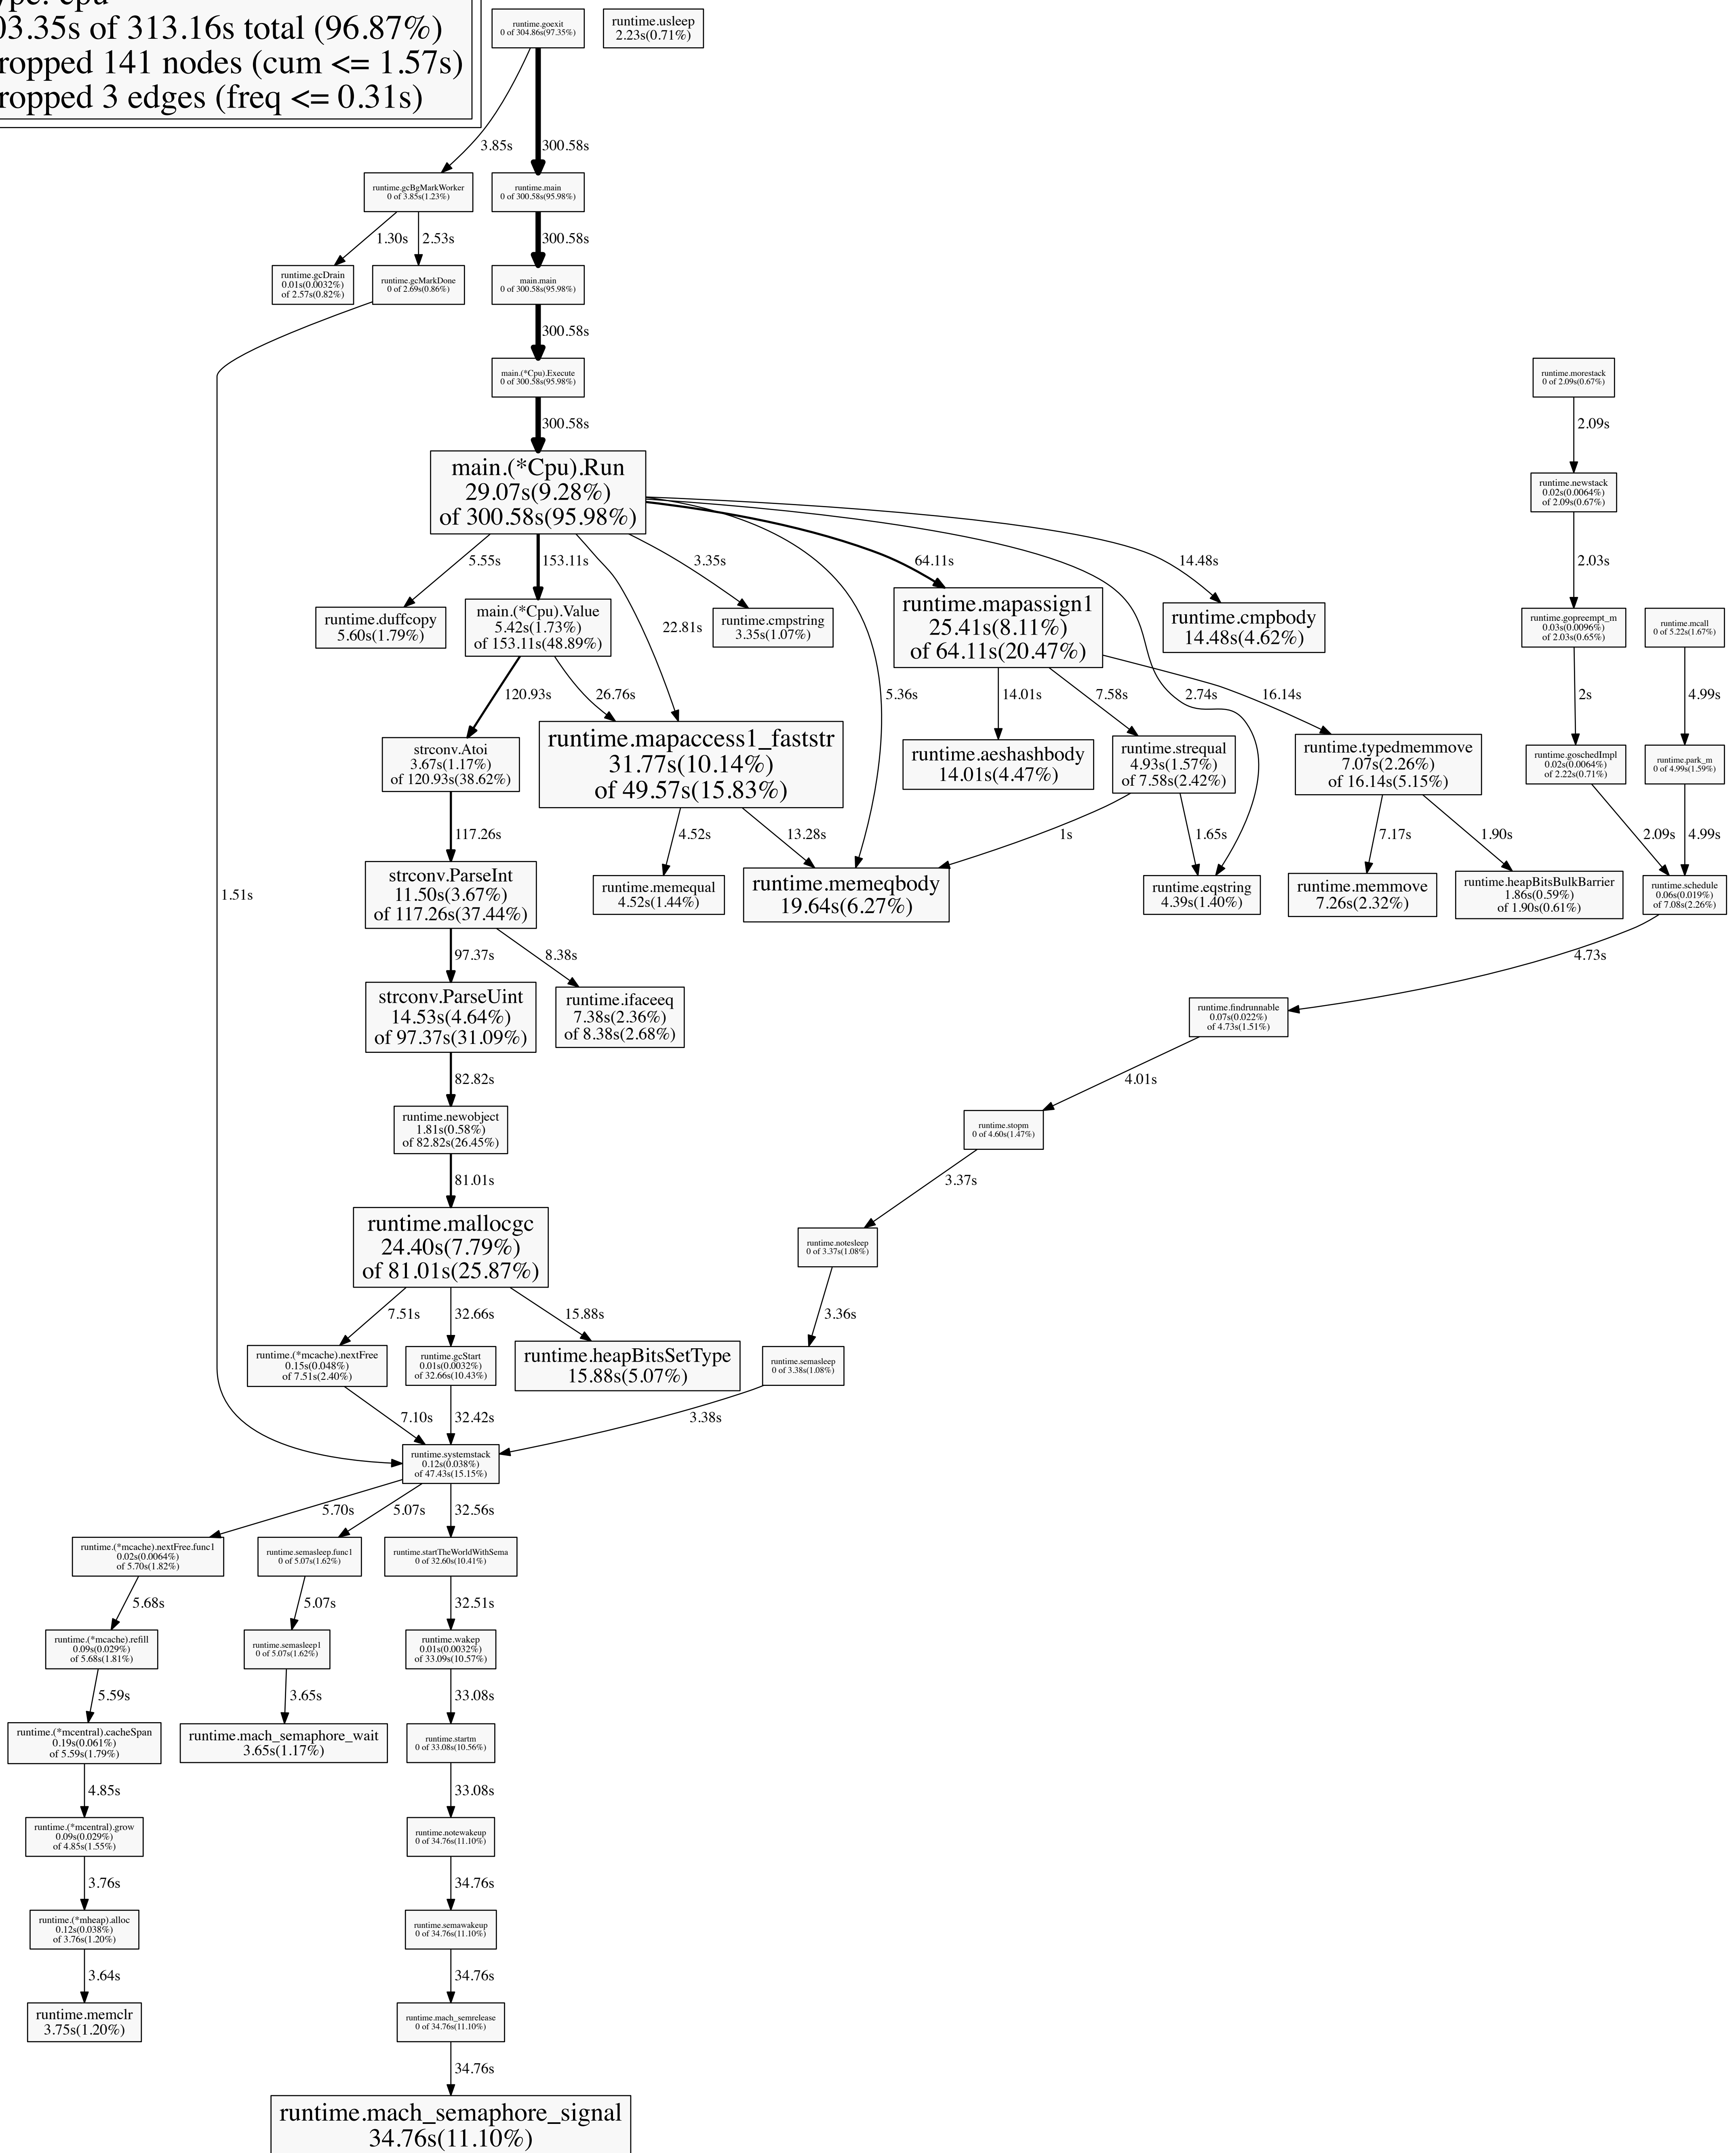 ype: cpu
03.35s of 313.16s total (96.87%)
ropped 141 nodes (cum <= 1.57s)
ropped 3 edges (freq <= 0.31s)
runtime.goexit
0 of 304.86s(97.35%)
runtime.usleep
2.23s(0.71%)
3.85s
300.58s
runtime.gcBgMarkWorker
0 of 3.85s(1.23%)
runtime.main
0 of 300.58s(95.98%)
1.30s
2.53s
300.58s
runtime.gcDrain
0.01s(0.0032%)
of 2.57s(0.82%)
runtime.gcMarkDone
0 of 2.69s(0.86%)
main.main
0 of 300.58s(95.98%)
300.58s
main.(*Cpu).Execute
0 of 300.58s(95.98%)
runtime.morestack
0 of 2.09s(0.67%)
300.58s
2.09s
main.(*Cpu).Run
29.07s(9.28%)
of 300.58s(95.98%)
runtime.newstack
0.02s(0.0064%)
of 2.09s(0.67%)
5.55s
153.11s
3.35s
64.11s
14.48s
2.03s
runtime.duffcopy
5.60s(1.79%)
main.(*Cpu).Value
5.42s(1.73%)
of 153.11s(48.89%)
22.81s
runtime.cmpstring
3.35s(1.07%)
runtime.mapassign1
25.41s(8.11%)
of 64.11s(20.47%)
runtime.cmpbody
14.48s(4.62%)
runtime.gopreempt_m
0.03s(0.0096%)
of 2.03s(0.65%)
runtime.mcall
0 of 5.22s(1.67%)
120.93s
26.76s
5.36s
14.01s
7.58s
2.74s
16.14s
2s
4.99s
strconv.Atoi
3.67s(1.17%)
of 120.93s(38.62%)
runtime.mapaccess1_faststr
31.77s(10.14%)
of 49.57s(15.83%)
runtime.aeshashbody
14.01s(4.47%)
runtime.strequal
4.93s(1.57%)
of 7.58s(2.42%)
runtime.typedmemmove
7.07s(2.26%)
of 16.14s(5.15%)
runtime.goschedImpl
0.02s(0.0064%)
of 2.22s(0.71%)
runtime.park_m
0 of 4.99s(1.59%)
117.26s
4.52s
13.28s
1s
1.65s
7.17s
1.90s
2.09s
4.99s
strconv.ParseInt
11.50s(3.67%)
of 117.26s(37.44%)
runtime.memequal
4.52s(1.44%)
runtime.memeqbody
19.64s(6.27%)
runtime.eqstring
4.39s(1.40%)
runtime.memmove
7.26s(2.32%)
runtime.heapBitsBulkBarrier
1.86s(0.59%)
of 1.90s(0.61%)
runtime.schedule
0.06s(0.019%)
of 7.08s(2.26%)
1.51s
97.37s
8.38s
4.73s
strconv.ParseUint
14.53s(4.64%)
of 97.37s(31.09%)
runtime.ifaceeq
7.38s(2.36%)
of 8.38s(2.68%)
runtime.findrunnable
0.07s(0.022%)
of 4.73s(1.51%)
82.82s
4.01s
runtime.newobject
1.81s(0.58%)
of 82.82s(26.45%)
runtime.stopm
0 of 4.60s(1.47%)
81.01s
3.37s
runtime.mallocgc
24.40s(7.79%)
of 81.01s(25.87%)
runtime.notesleep
0 of 3.37s(1.08%)
7.51s
32.66s
15.88s
3.36s
runtime.(*mcache).nextFree
0.15s(0.048%)
of 7.51s(2.40%)
runtime.gcStart
0.01s(0.0032%)
of 32.66s(10.43%)
runtime.heapBitsSetType
15.88s(5.07%)
runtime.semasleep
0 of 3.38s(1.08%)
7.10s
32.42s
3.38s
runtime.systemstack
0.12s(0.038%)
of 47.43s(15.15%)
5.70s
5.07s
32.56s
runtime.(*mcache).nextFree.func1
0.02s(0.0064%)
of 5.70s(1.82%)
runtime.semasleep.func1
0 of 5.07s(1.62%)
runtime.startTheWorldWithSema
0 of 32.60s(10.41%)
5.68s
5.07s
32.51s
runtime.(*mcache).refill
0.09s(0.029%)
of 5.68s(1.81%)
runtime.semasleep1
0 of 5.07s(1.62%)
runtime.wakep
0.01s(0.0032%)
of 33.09s(10.57%)
5.59s
3.65s
33.08s
runtime.(*mcentral).cacheSpan
0.19s(0.061%)
of 5.59s(1.79%)
runtime.mach_semaphore_wait
3.65s(1.17%)
runtime.startm
0 of 33.08s(10.56%)
4.85s
33.08s
runtime.(*mcentral).grow
0.09s(0.029%)
of 4.85s(1.55%)
runtime.notewakeup
0 of 34.76s(11.10%)
3.76s
34.76s
runtime.(*mheap).alloc
0.12s(0.038%)
of 3.76s(1.20%)
runtime.semawakeup
0 of 34.76s(11.10%)
3.64s
34.76s
runtime.memclr
3.75s(1.20%)
runtime.mach_semrelease
0 of 34.76s(11.10%)
34.76s
runtime.mach_semaphore_signal
34.76s(11.10%)